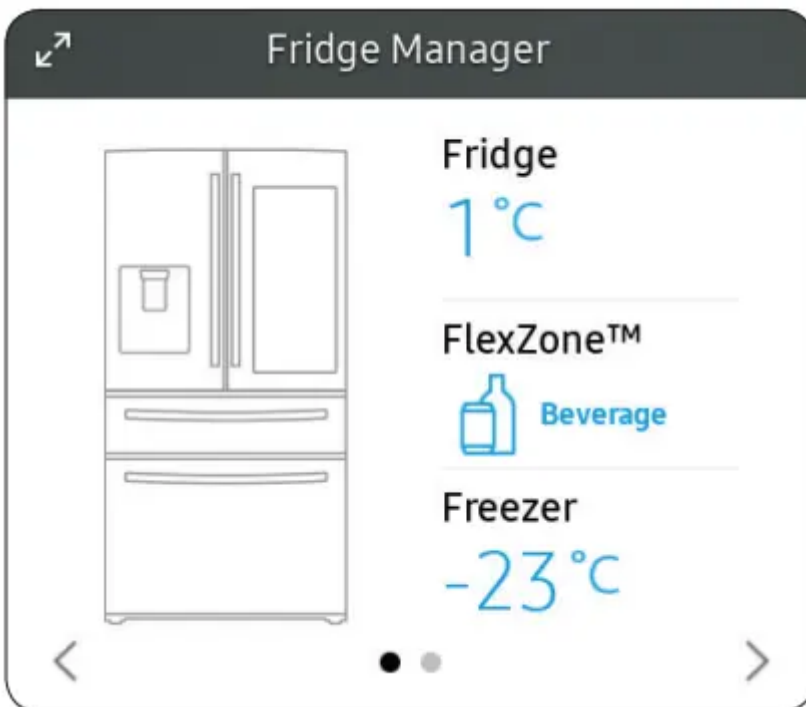 Fridge Manager
Fridge
1°C
FlexZone™
Beverage
Freezer
-23°C